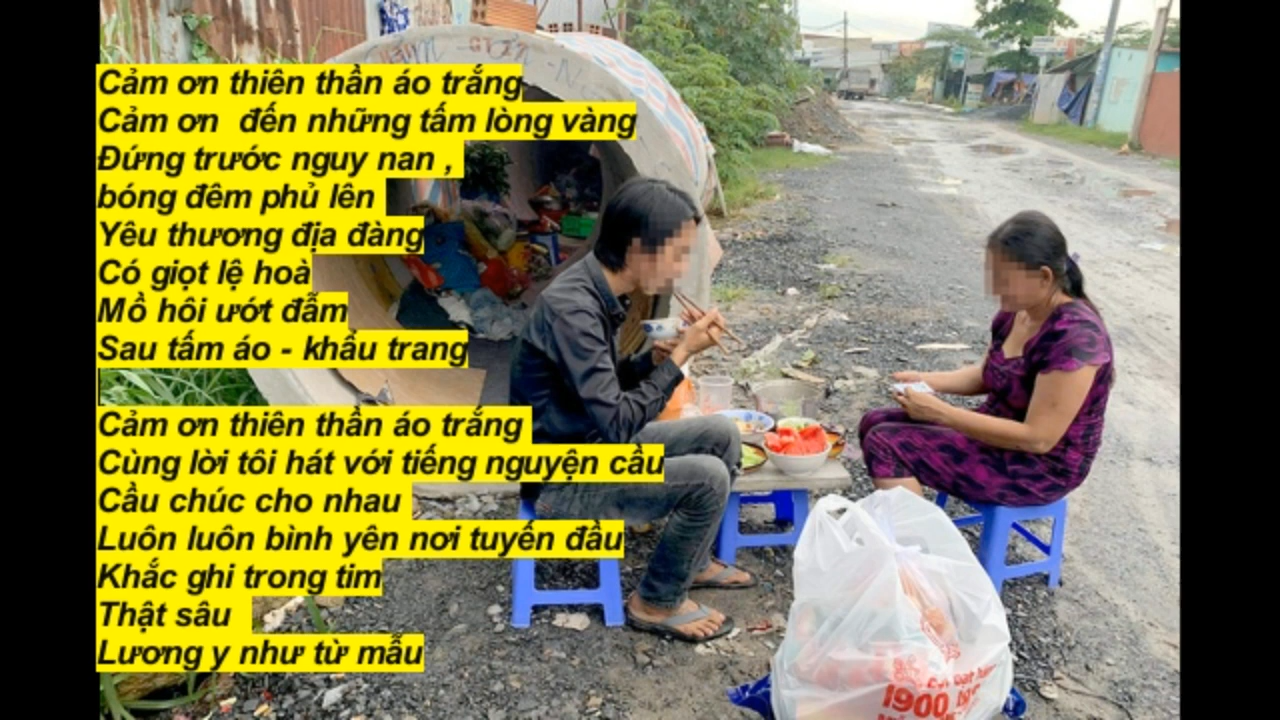 Cảm ơn thiên thần áo trắng
Cảm ơn  đến những tấm lòng vàng
Đứng trước nguy nan ,
bóng đêm phủ lên
Yêu thương địa đàng
Có giọt lệ hoà
Mồ hôi ướt đẫm
Sau tấm áo - khẩu trang
Cảm ơn thiên thần áo trắng
Cùng lời tôi hát với tiếng nguyện cầu
Cầu chúc cho nhau
Luôn luôn bình yên nơi tuyến đầu
Khắc ghi trong tim
Thật sâu
Lương y như từ mẫu
1900